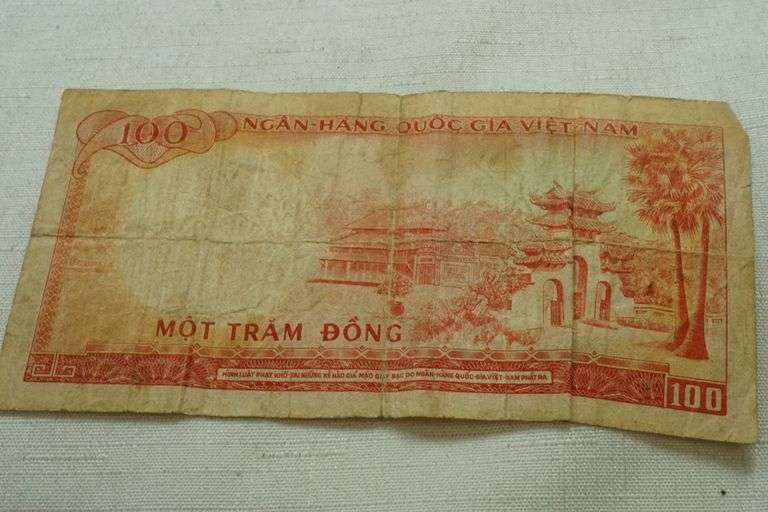 100 NGÂN-HÀNG QUỐC GIA VIỆT-NAM
MỘT TRĂM ĐỒNG
HÌNH LUẬT PHẠT KHỔ-SAI NHỮNG KẺ NÀO GIẢ MẠO GIẤY BẠC DO NGÂN-HÀNG QUỐC-GIA VIỆT-NAM PHÁT RA
100